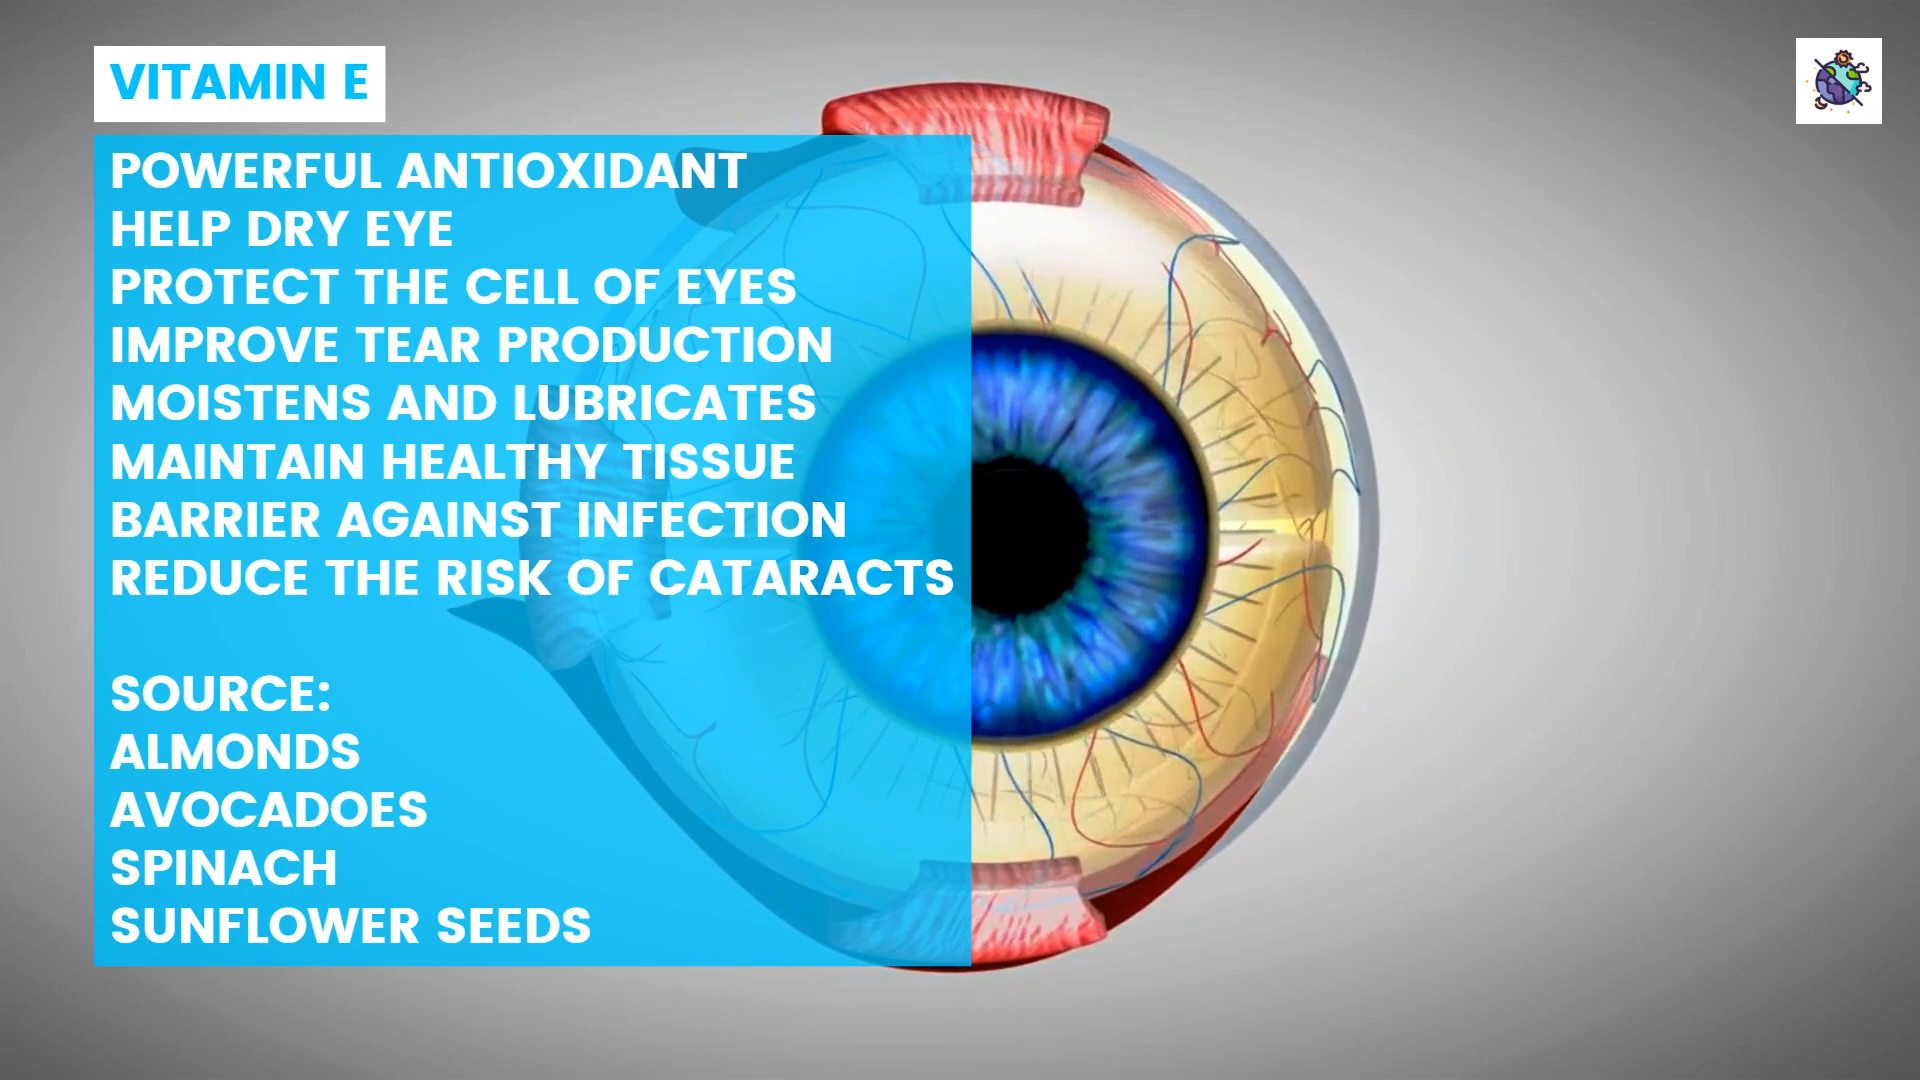 VITAMIN E
POWERFUL ANTIOXIDANT
HELP DRY EYE
PROTECT THE CELL OF EYES
IMPROVE TEAR PRODUCTION
MOISTENS AND LUBRICATES
MAINTAIN HEALTHY TISSUE
BARRIER AGAINST INFECTION
REDUCE THE RISK OF CATARACTS
SOURCE:
ALMONDS
AVOCADOES
SPINACH
SUNFLOWER SEEDS